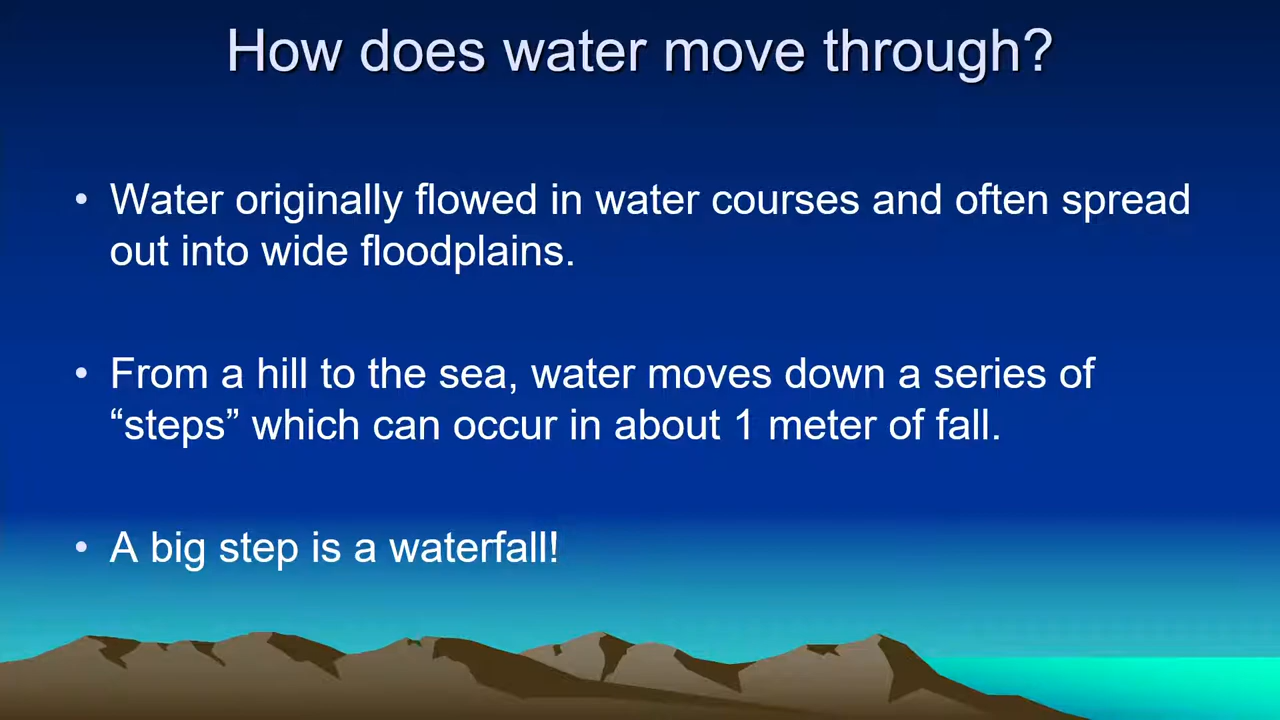 How does water move through?
• Water originally flowed in water courses and often spread
out into wide floodplains.
• From a hill to the sea, water moves down a series of
“steps” which can occur in about 1 meter of fall.
• A big step is a waterfall!